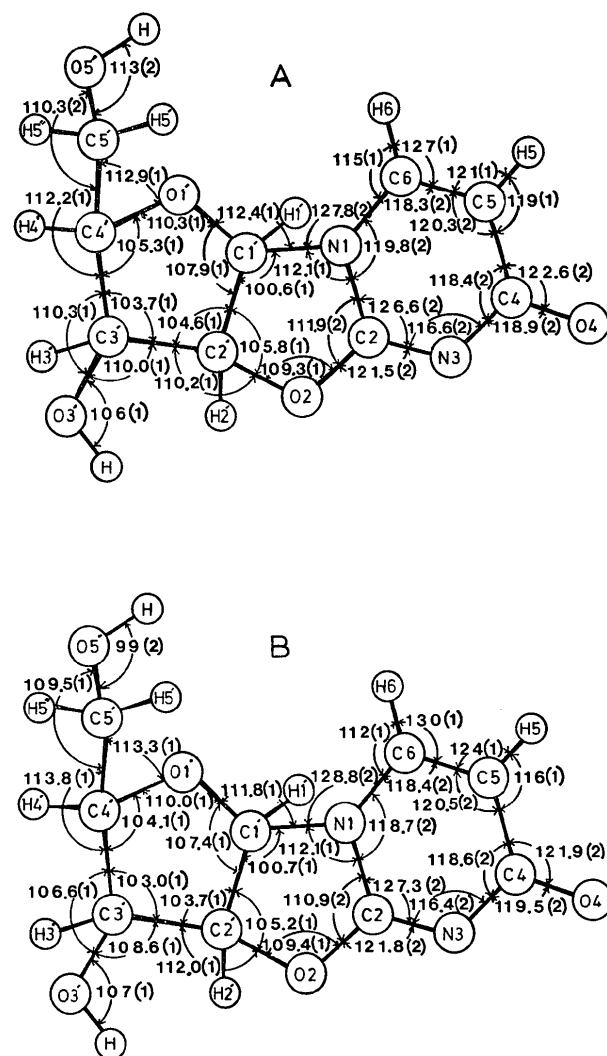 H
O5′ 113(2)
A
110.3(2)
H6
H5″ C5′ H5′
115(1) 127(1) H5
112.9(1) O1′ C6 121(1)
112.2(1) 112.4(1) H1′ 127.8(2) 118.3(2) C5 119(1)
H4′ C4′ 110.3(1) N1 120.3(2)
105.3(1) C1′ 119.8(2)
107.9(1) 112.1(1) 118.4(2) 122.6(2)
100.6(1) C4
110.3(1) 103.7(1) 126.6(2)
104.6(1) 111.9(2) 116.6(2) 118.9(2) O4
C3′ C2′ 105.8(1) C2
H3′ 110.0(1) 109.3(1) 121.5(2) N3
110.2(1)
O3′ 106(1) H2′ O2
H
H
O5′ 99(2)
B
109.5(1)
H5″ C5′ H5′ H6
112(1) 130(1) H5
113.3(1) C6 124(1)
113.8(1) O1′ 111.8(1) H1′ 128.8(2) 118.4(2) C5 116(1)
H4′ C4 110.0(1) 120.5(2)
104.1(1) C1′ N1 118.7(2)
107.4(1) 112.1(1)
100.7(1) 118.6(2) 121.9(2)
106.6(1) 103.0(1) 127.3(2) C4
103.7(1) 110.9(2) 116.4(2) 119.5(2) O4
C3′ C2′ 105.2(1) C2
H3′ 108.6(1) 109.4(1) 121.8(2) N3
112.0(1)
O3′ 107(1) H2′ O2
H